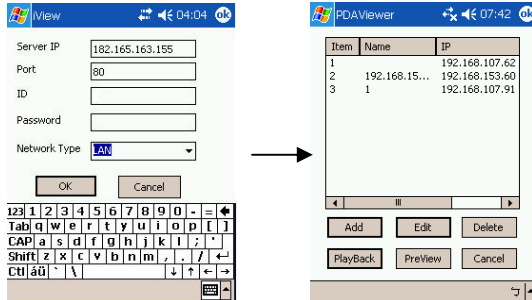 iView 4:04 ok
Server IP 182.165.163.155
Port 80
ID
Password
Network Type LAN
OK Cancel
123 1 2 3 4 5 6 7 8 9 0 - =
Tab q w e r t y u i o p [ ]
CAP a s d f g h j k l ; '
Shift z x c v b n m , . /
Ctl áü ` \
PDAViewer 07:42 ok
Item Name IP
1 192.168.107.62
2 192.168.15... 192.168.153.60
3 1 192.168.107.91
Add Edit Delete
PlayBack PreView Cancel